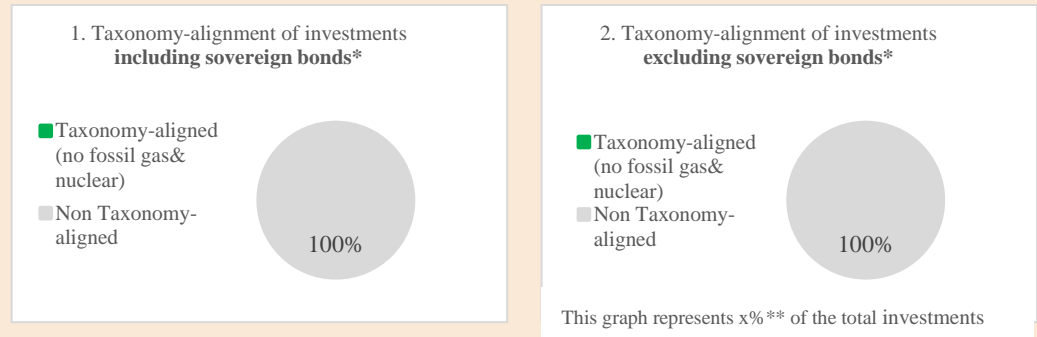 1. Taxonomy-alignment of investments
including sovereign bonds*
Taxonomy-aligned
(no fossil gas&
nuclear)
Non Taxonomy-
aligned
100%
2. Taxonomy-alignment of investments
excluding sovereign bonds*
Taxonomy-aligned
(no fossil gas&
nuclear)
Non Taxonomy-
aligned
100%
This graph represents x%** of the total investments